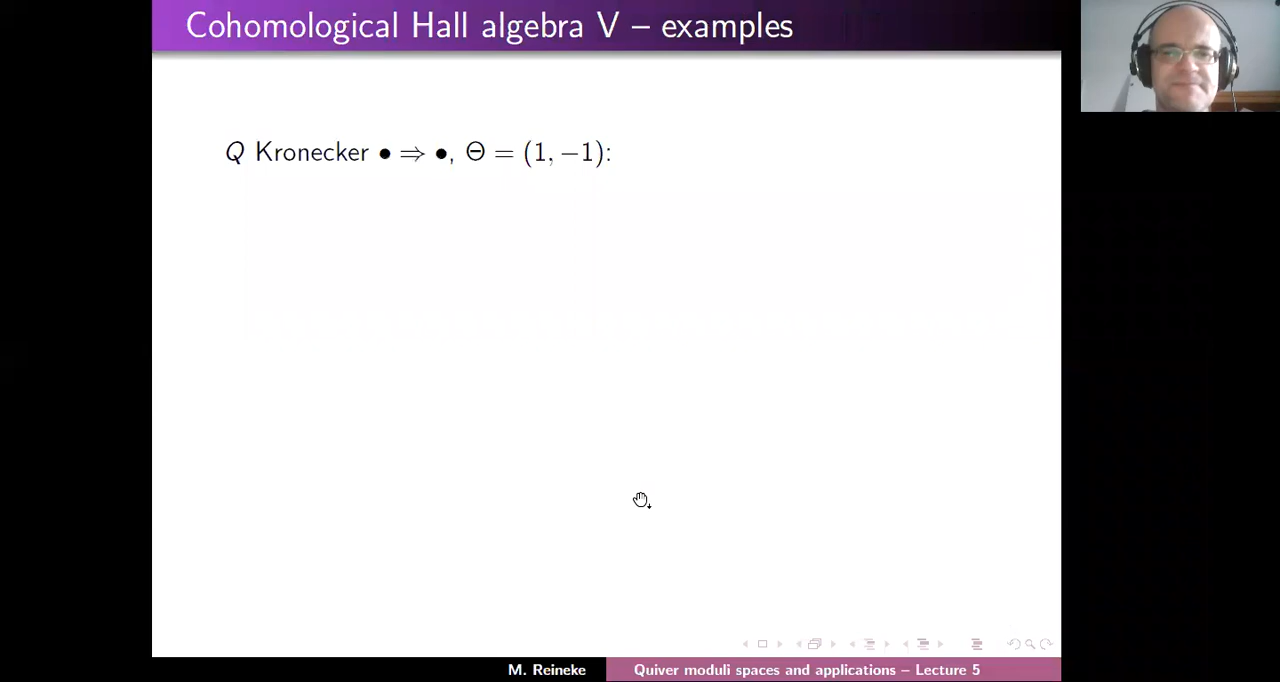 Cohomological Hall algebra V – examples
Q Kronecker • ⇒ •, Θ = (1, −1):
M. Reineke
Quiver moduli spaces and applications – Lecture 5